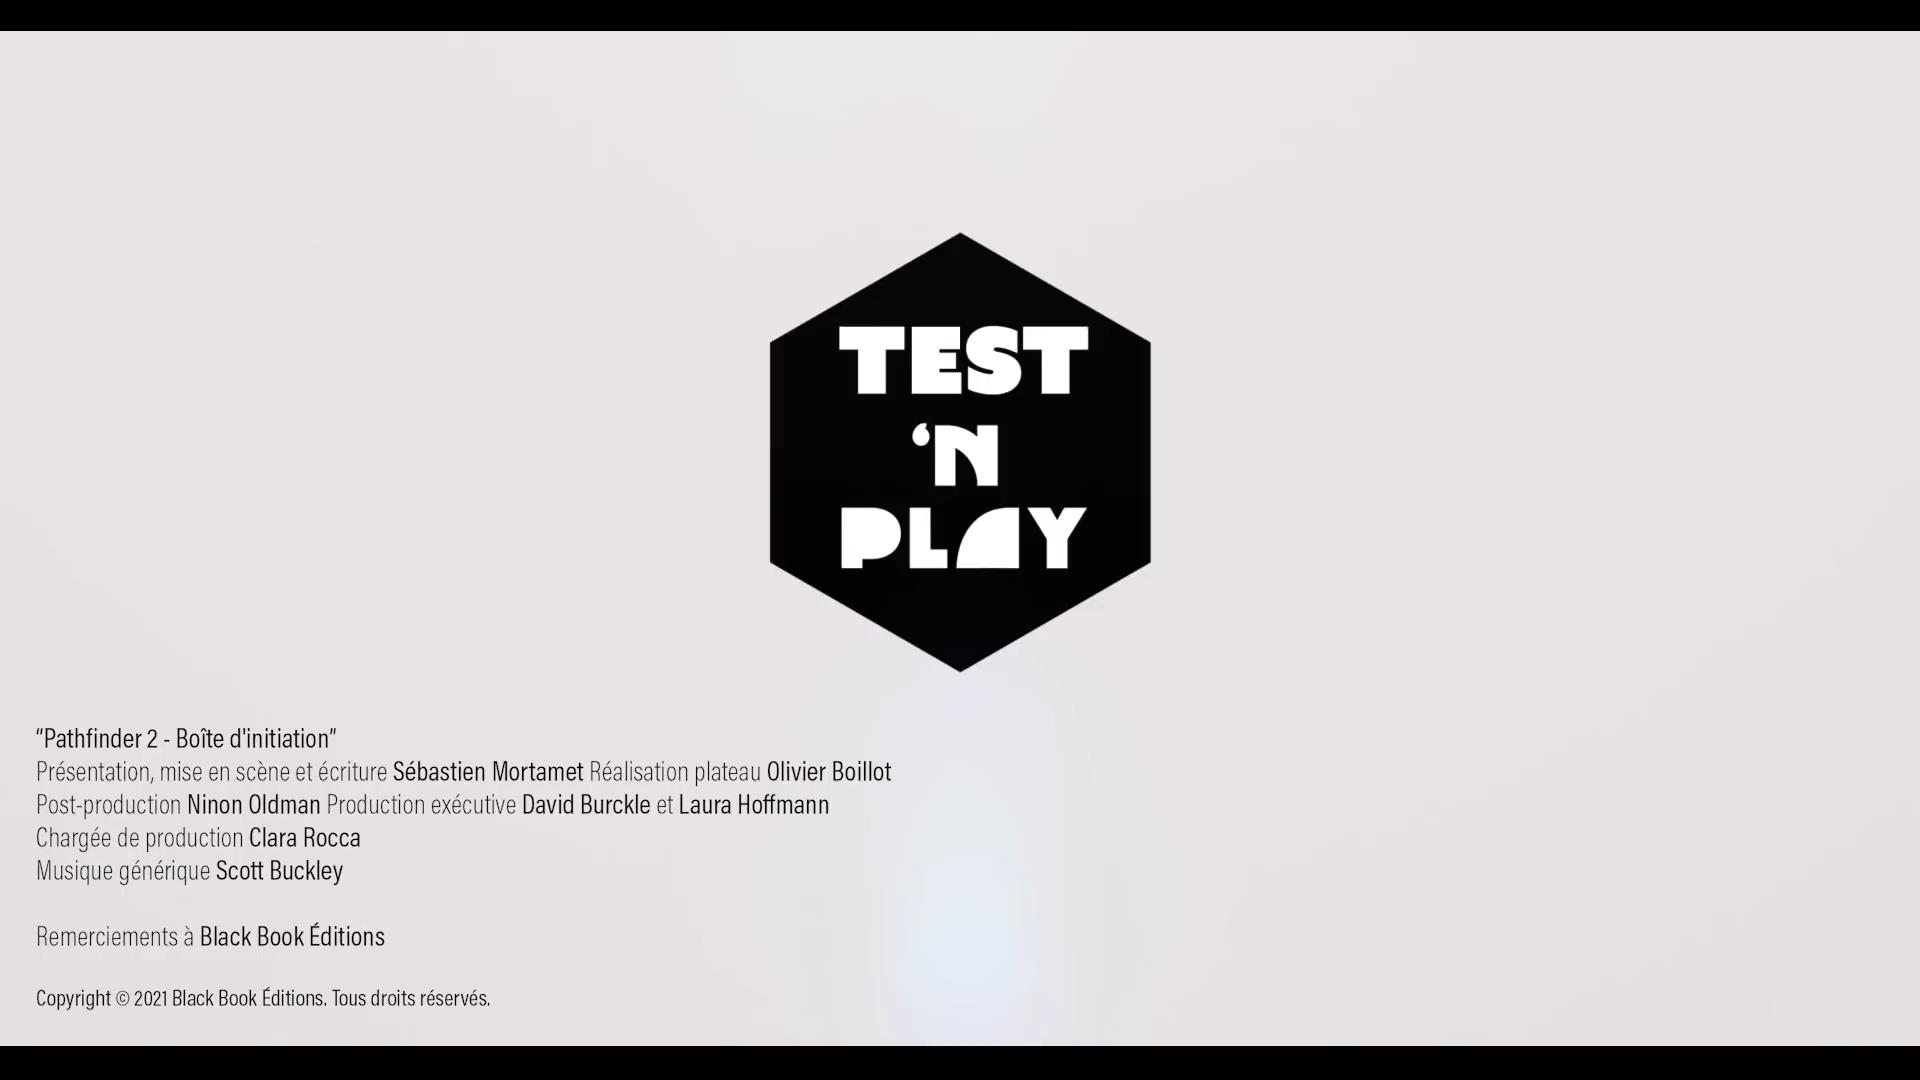 TEST
‘N
PLAY
“Pathfinder 2 - Boîte d'initiation”
Présentation, mise en scène et écriture Sébastien Mortamet Réalisation plateau Olivier Boillot
Post-production Ninon Oldman Production exécutive David Burckle et Laura Hoffmann
Chargée de production Clara Rocca
Musique générique Scott Buckley
Remerciements à Black Book Éditions
Copyright © 2021 Black Book Éditions. Tous droits réservés.